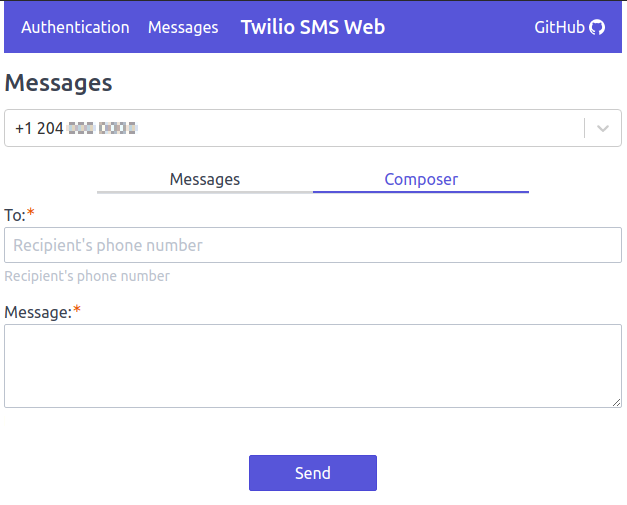 Authentication Messages Twilio SMS Web GitHub
Messages
+1 204
Messages Composer
To:*
Recipient's phone number
Recipient's phone number
Message:*
Send